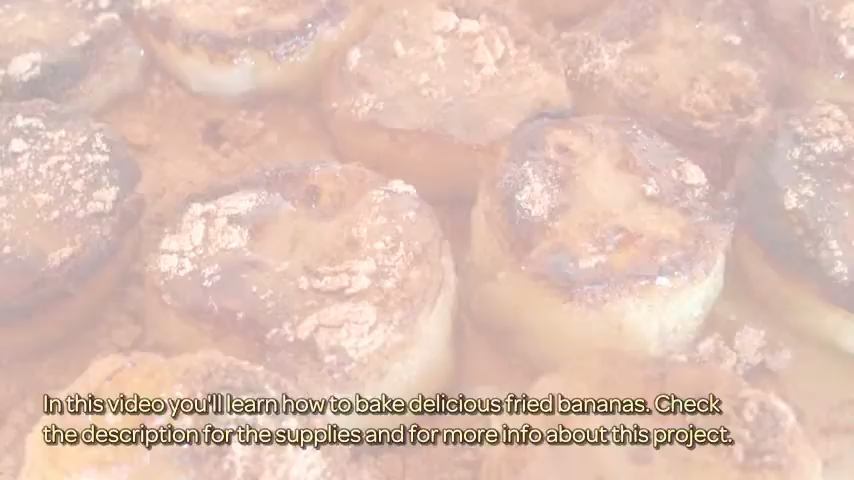 In this video you'll learn how to bake delicious fried bananas. Check
the description for the supplies and for more info about this project.